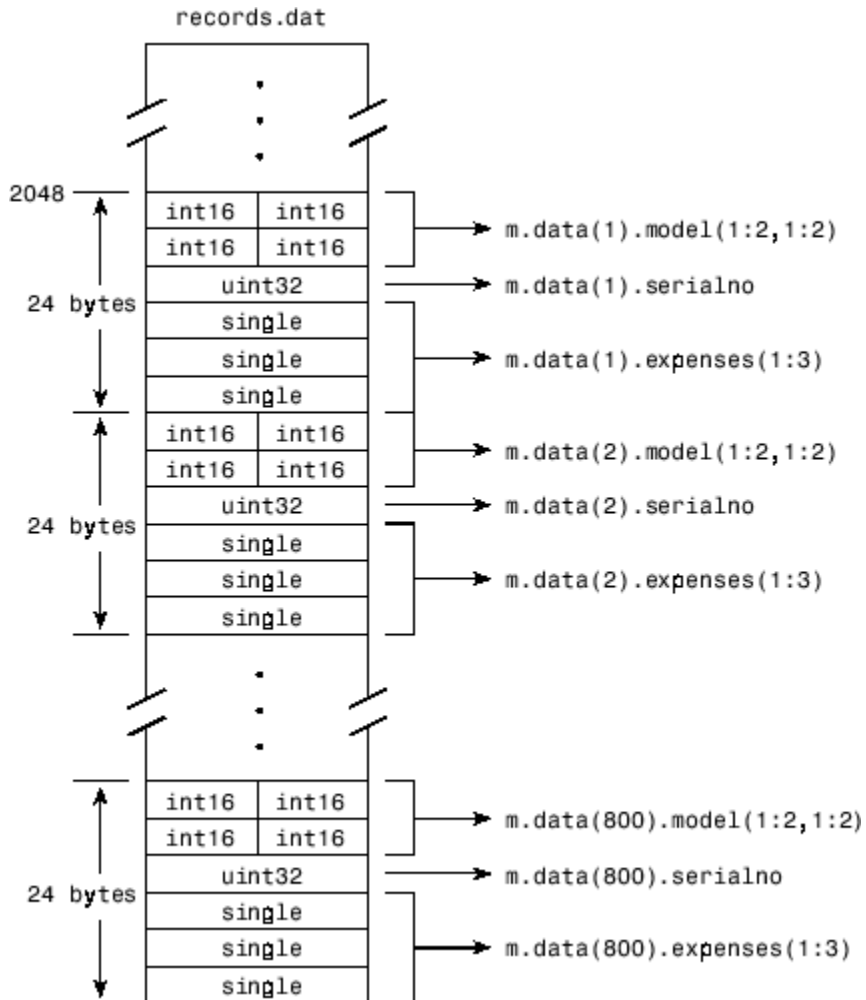 records.dat
2048
int16 int16 m.data(1).model(1:2,1:2)
int16 int16
uint32 m.data(1).serialno
24 bytes
single
single m.data(1).expenses(1:3)
single
int16 int16 m.data(2).model(1:2,1:2)
int16 int16
uint32 m.data(2).serialno
24 bytes
single
single m.data(2).expenses(1:3)
single
int16 int16 m.data(800).model(1:2,1:2)
int16 int16
uint32 m.data(800).serialno
24 bytes
single
single m.data(800).expenses(1:3)
single